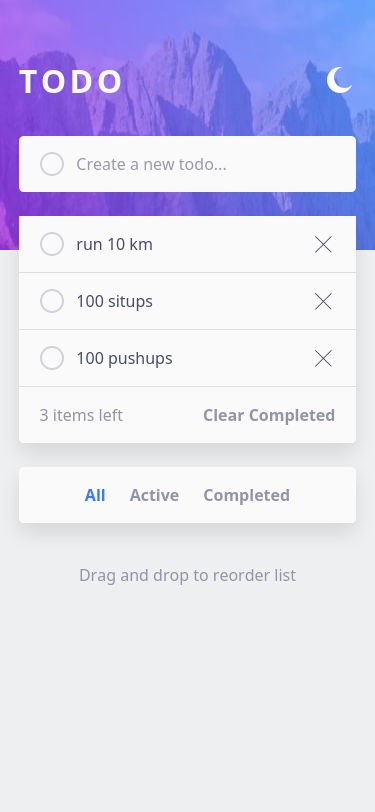 TODO
Create a new todo...
run 10 km
100 situps
100 pushups
3 items left Clear Completed
All Active Completed
Drag and drop to reorder list